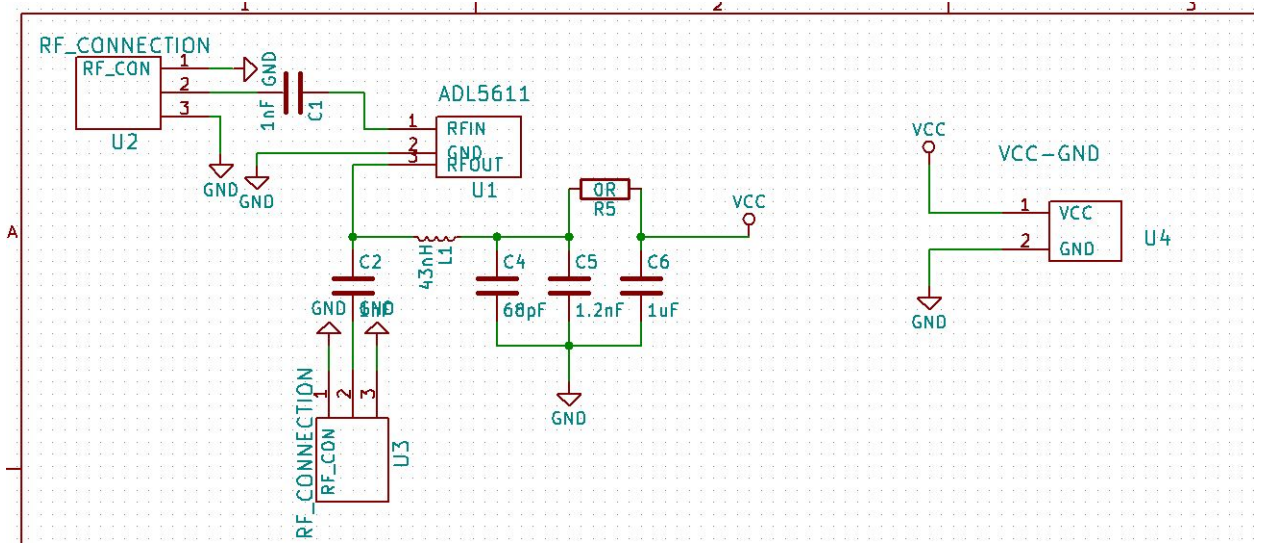 1
2
3
RF_CONNECTION
RF_CON
1
2
3
U2
GND
1nF
C1
GND
GND
ADL5611
1
2
3
RFIN
GND
RFOUT
U1
0R
R5
VCC
VCC
VCC-GND
1
VCC
2
GND
U4
GND
A
43nH
L1
C2
1nF
C4
68pF
C5
1.2nF
C6
1uF
GND
GND
GND
1
2
3
RF_CONNECTION
RF_CON
U3